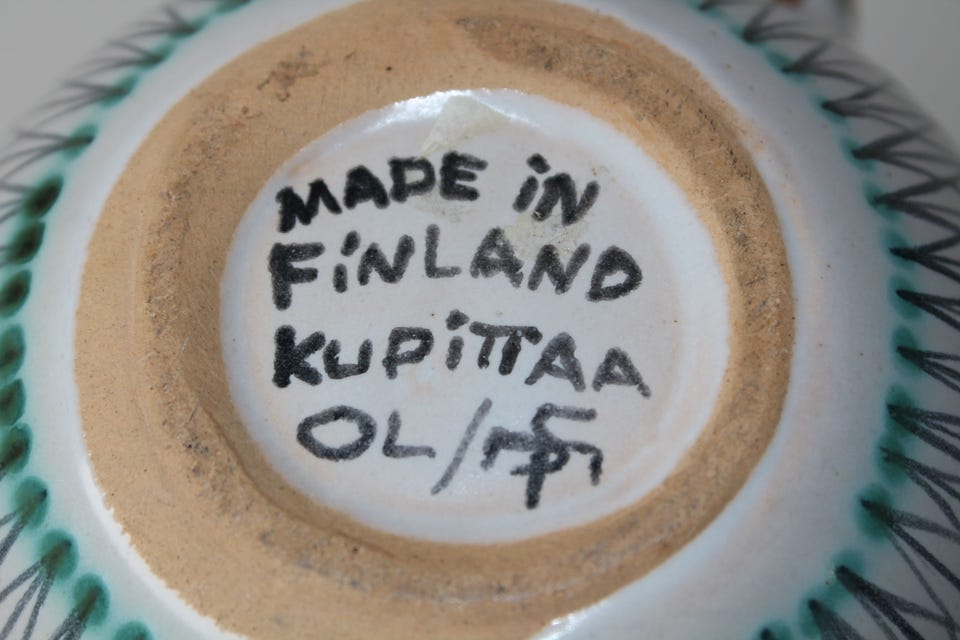 MADE iN
FiNLAND
KUPiTTAA
OL/